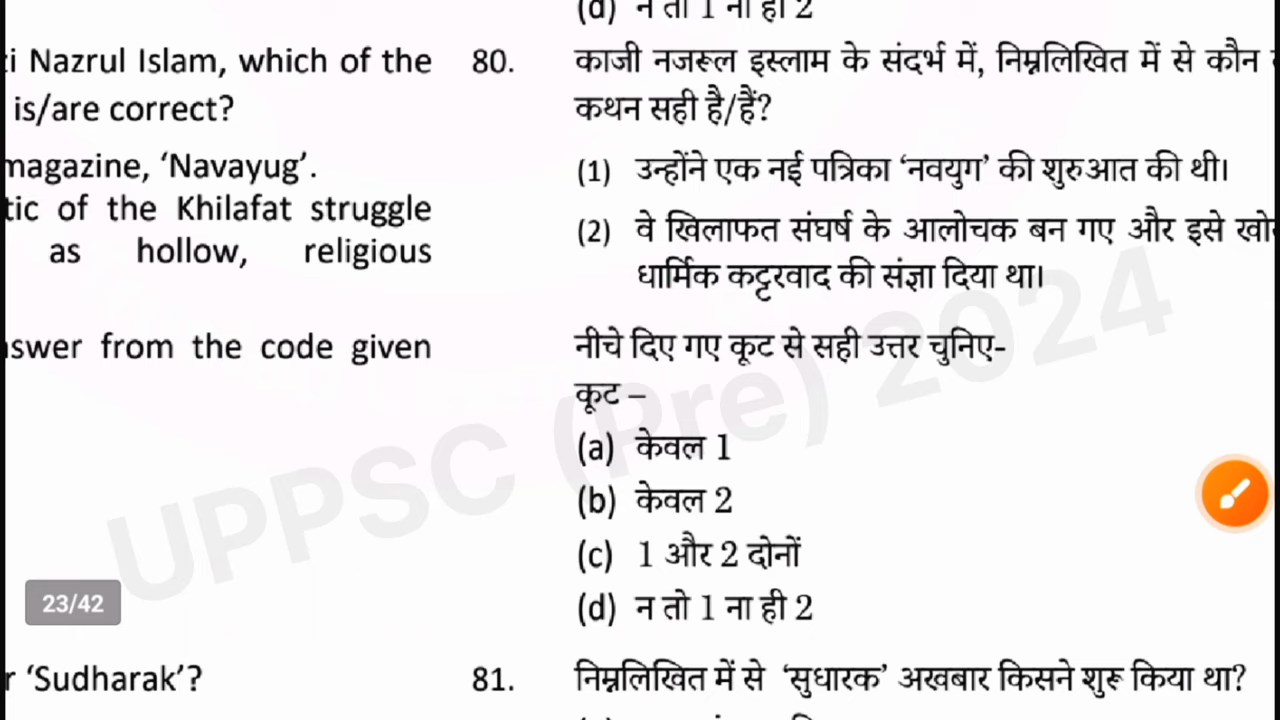 (d) न तो 1 ना ही 2
Nazrul Islam, which of the
is/are correct?
magazine, ‘Navayug’.
of the Khilafat struggle
as hollow, religious
from the code given
‘Sudharak’?
80. काजी नजरूल इस्लाम के संदर्भ में, निम्नलिखित में से कौन
कथन सही है/हैं?
(1) उन्होंने एक नई पत्रिका ‘नवयुग’ की शुरुआत की थी।
(2) वे खिलाफत संघर्ष के आलोचक बन गए और इसे
धार्मिक कट्टरवाद की संज्ञा दिया था।
नीचे दिए गए कूट से सही उत्तर चुनिए-
कूट –
(a) केवल 1
(b) केवल 2
(c) 1 और 2 दोनों
(d) न तो 1 ना ही 2
81. निम्नलिखित में से ‘सुधारक’ अखबार किसने शुरू किया था?
UPPSC (Pre) 2024
23/42